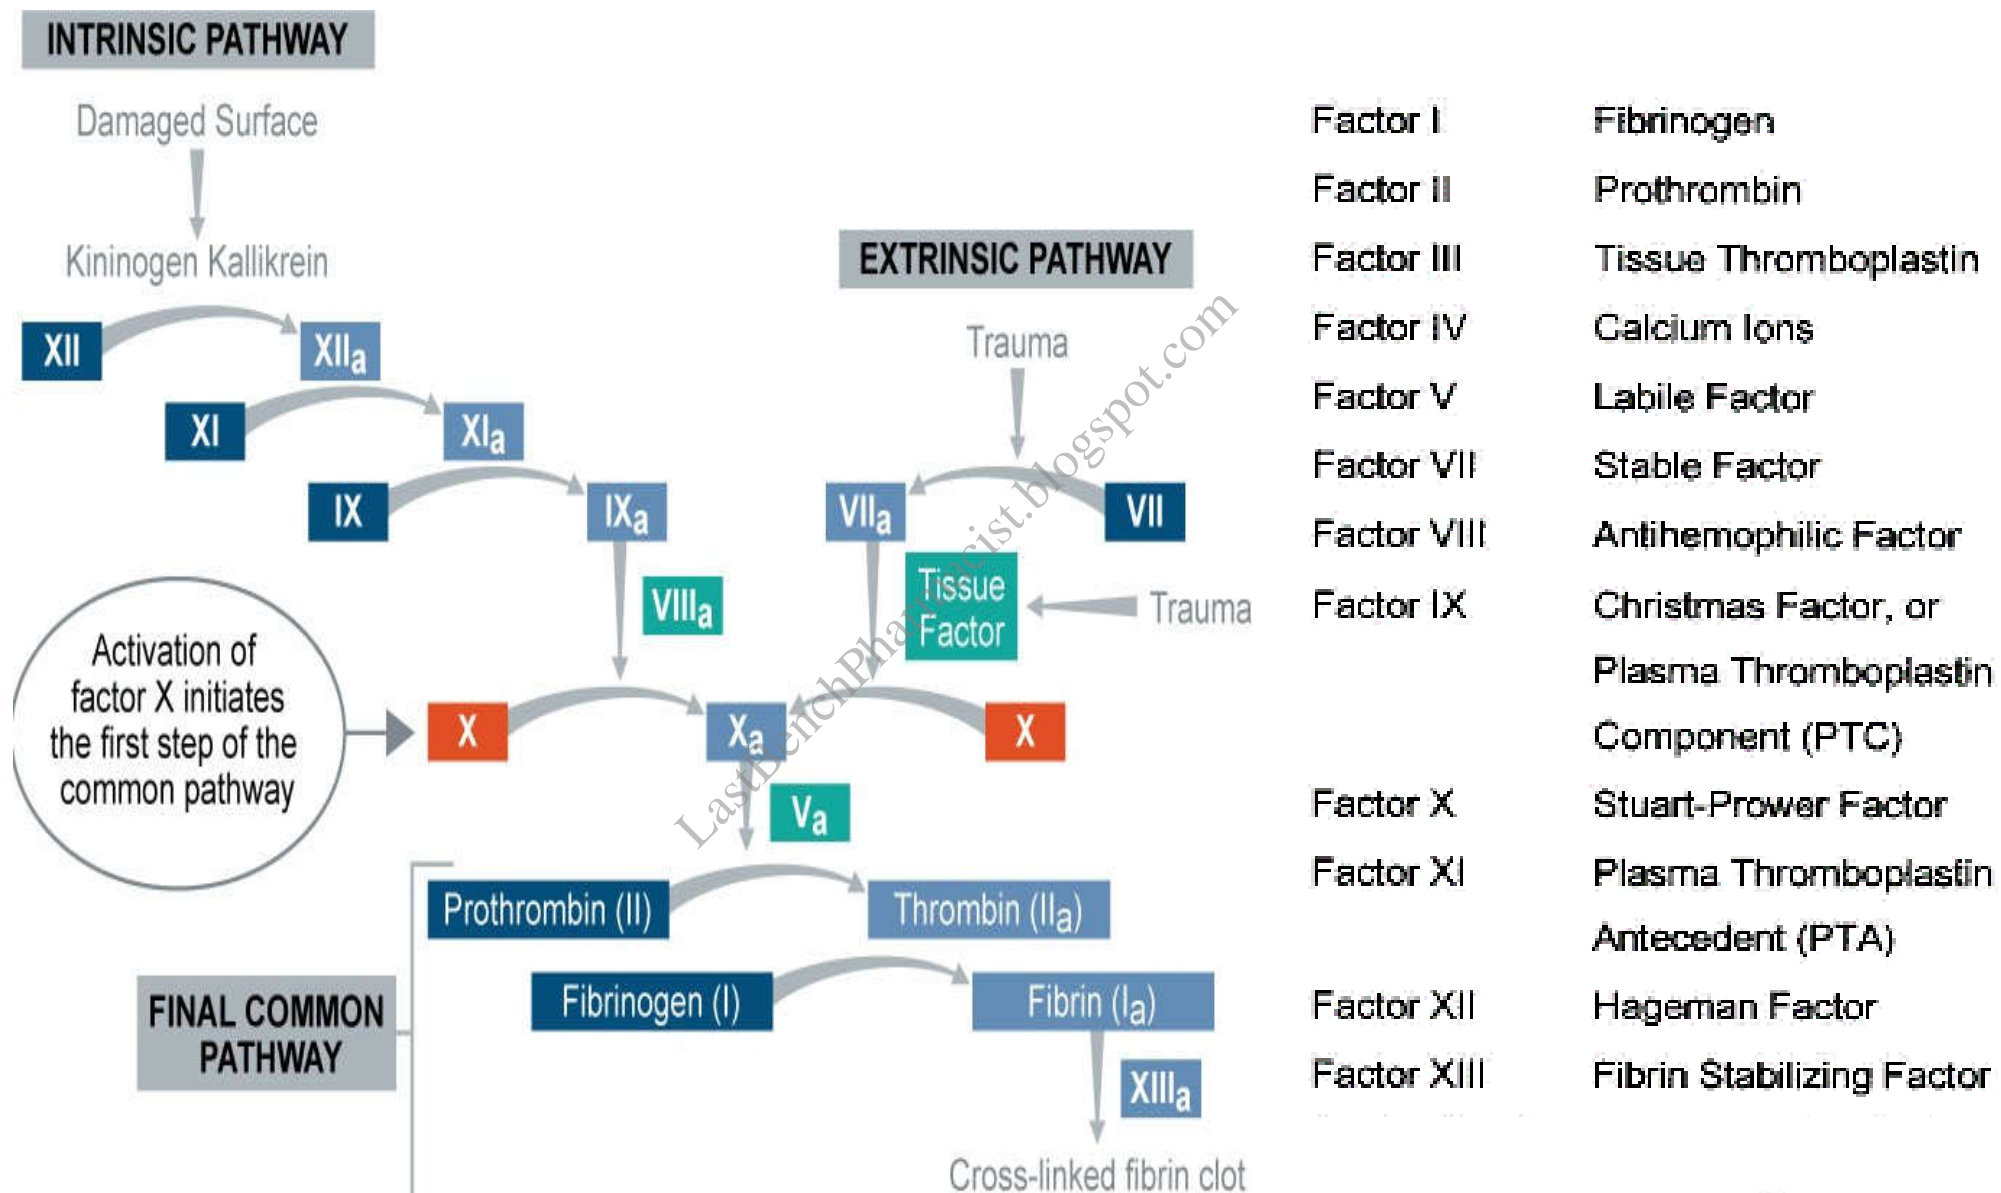 INTRINSIC PATHWAY
Damaged Surface
Kininogen Kallikrein
XII
XIIa
XI
XIa
IX
IXa
VIIIa
EXTRINSIC PATHWAY
Trauma
VIIa
VII
Tissue
Factor
Trauma
Activation of
factor X initiates
the first step of the
common pathway
X
Xa
X
Va
Prothrombin (II)
Thrombin (IIa)
Fibrinogen (I)
Fibrin (Ia)
FINAL COMMON
PATHWAY
XIIIa
Cross-linked fibrin clot
LastBenchPharmacist.blogspot.com
Factor I Fibrinogen
Factor II Prothrombin
Factor III Tissue Thromboplastin
Factor IV Calcium Ions
Factor V Labile Factor
Factor VII Stable Factor
Factor VIII Antihemophilic Factor
Factor IX Christmas Factor, or
Plasma Thromboplastin
Component (PTC)
Factor X Stuart-Prower Factor
Factor XI Plasma Thromboplastin
Antecedent (PTA)
Factor XII Hageman Factor
Factor XIII Fibrin Stabilizing Factor